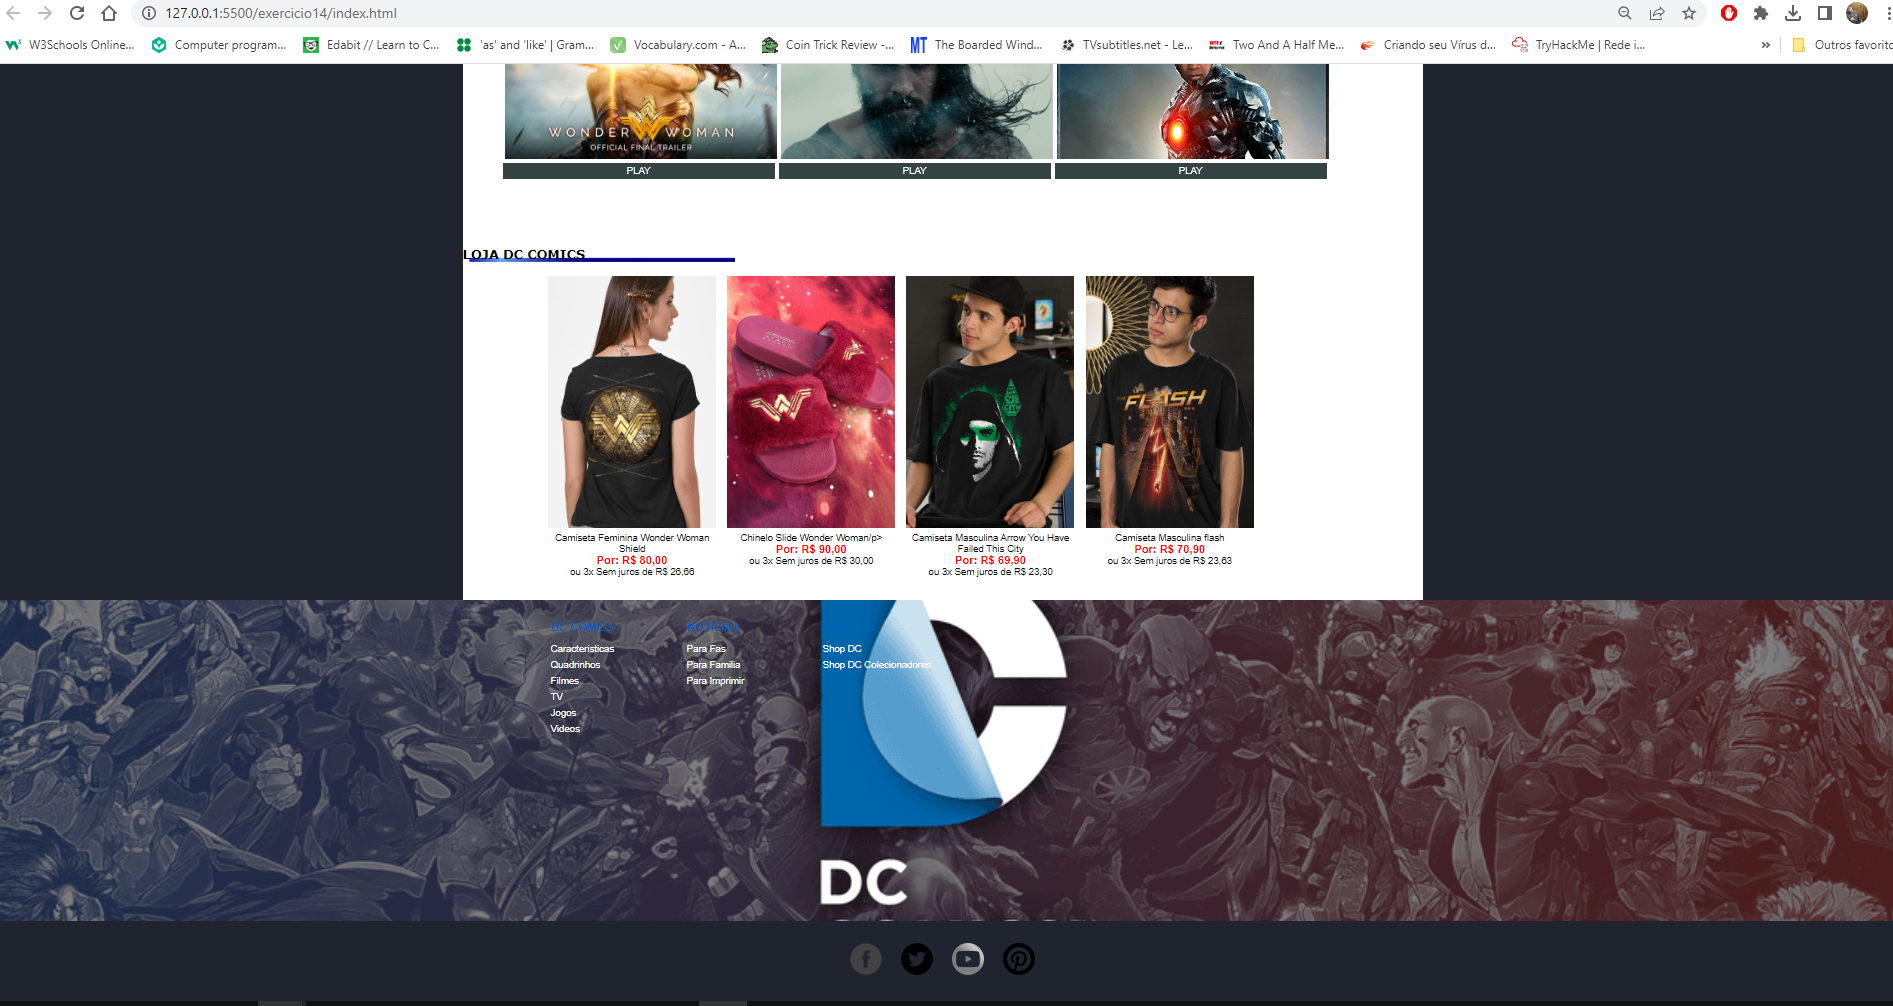 127.0.0.1:5500/exercicio14/index.html
W3Schools Online...
Computer program...
Edabit // Learn to C...
'as' and 'like' | Gram...
Vocabulary.com - A...
Coin Trick Review -...
MT
The Boarded Wind...
TVsubtitles.net - Le...
Two And A Half Me...
Criando seu Vírus d...
TryHackMe | Rede i...
»
Outros favorito
WONDER WOMAN
OFFICIAL FINAL TRAILER
PLAY
PLAY
PLAY
LOJA DC COMICS
FLASH
Camiseta Feminina Wonder Woman
Shield
Por: R$ 80,00
ou 3x Sem juros de R$ 26,66
Chinelo Slide Wonder Woman/p>
Por: R$ 90,00
ou 3x Sem juros de R$ 30,00
Camiseta Masculina Arrow You Have
Failed This City
Por: R$ 69,90
ou 3x Sem juros de R$ 23,30
Camiseta Masculina flash
Por: R$ 70,90
ou 3x Sem juros de R$ 23,63
DC COMICS
Caracteristicas
Quadrinhos
Filmes
TV
Jogos
Videos
NOTICIAS
Para Fas
Para Familia
Para Imprimir
Shop DC
Shop DC Colecionadores
DC